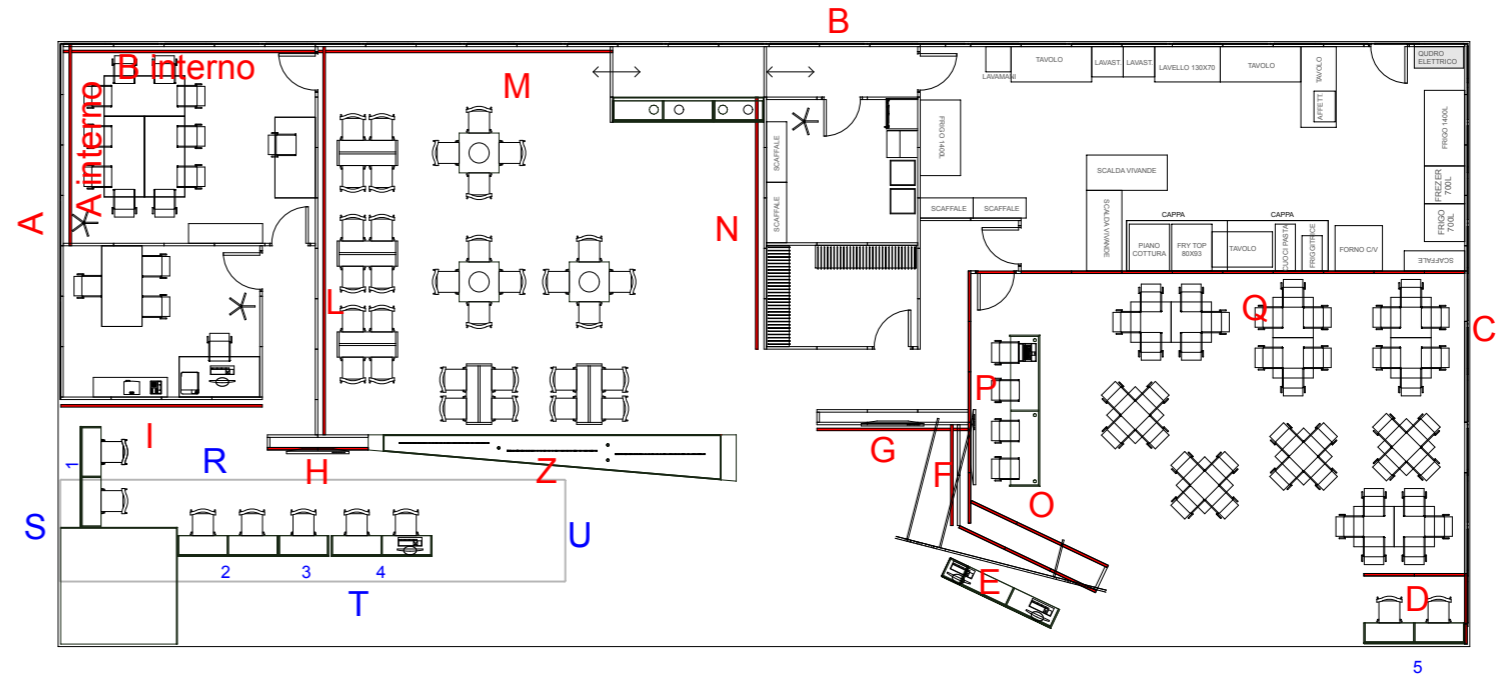 B
B interno
A interno
A
M
LAVAMANI
TAVOLO
LAVAST.
LAVAST.
LAVELLO 130X70
TAVOLO
TAVOLO
AFFETT.
QUDRO
ELETTRICO
FRIGO 1400L
FRIGO 1400L
FREZER
700L
FRIGO
700L
SCAFFALE
SCAFFALE
SCAFFALE
SCAFFALE
SCALDA VIVANDE
SCALDA VIVANDE
CAPPA
CAPPA
PIANO
COTTURA
FRY TOP
80X93
TAVOLO
CUOCI PASTA
FRIGGITRICE
FORNO C/V
SCAFFALE
N
L
Q
C
P
I
R
H
Z
G
F
O
S
1
U
2
3
4
T
E
D
5